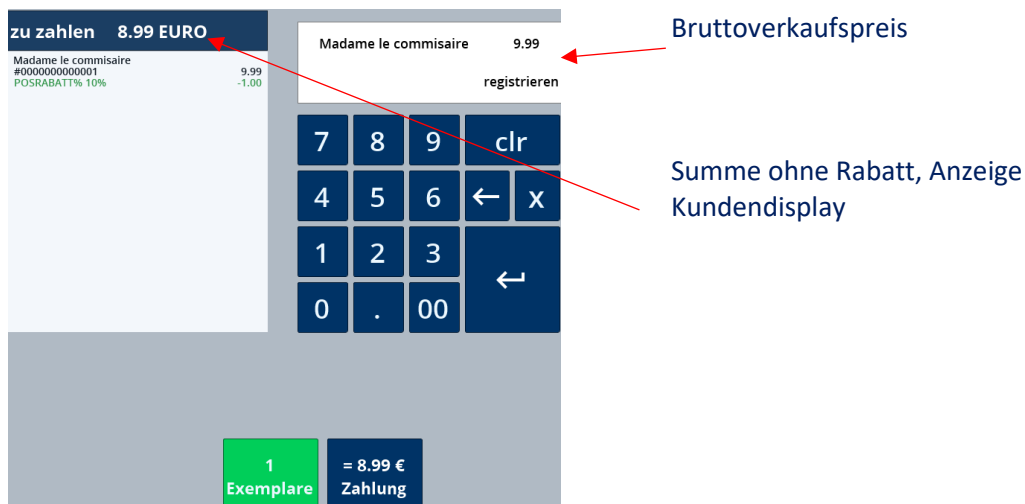 zu zahlen 8.99 EURO
Madame le commisaire
#0000000000001 9.99
POSRABATT% 10% -1.00
Madame le commisaire 9.99
registrieren
7 8 9 clr
4 5 6 ← x
1 2 3 ↵
0 . 00
1
Exemplare
= 8.99 €
Zahlung
Bruttoverkaufspreis
Summe ohne Rabatt, Anzeige
Kundendisplay